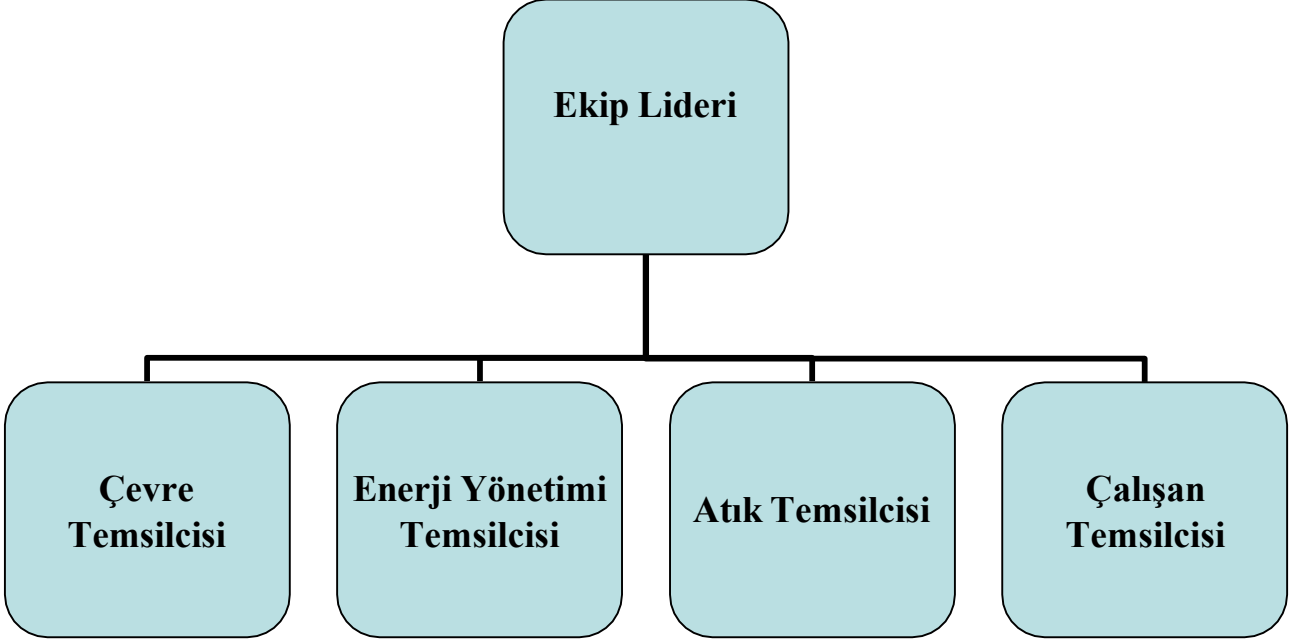 Ekip Lideri
Çevre
Temsilcisi
Enerji Yönetimi
Temsilcisi
Atık Temsilcisi
Çalışan
Temsilcisi